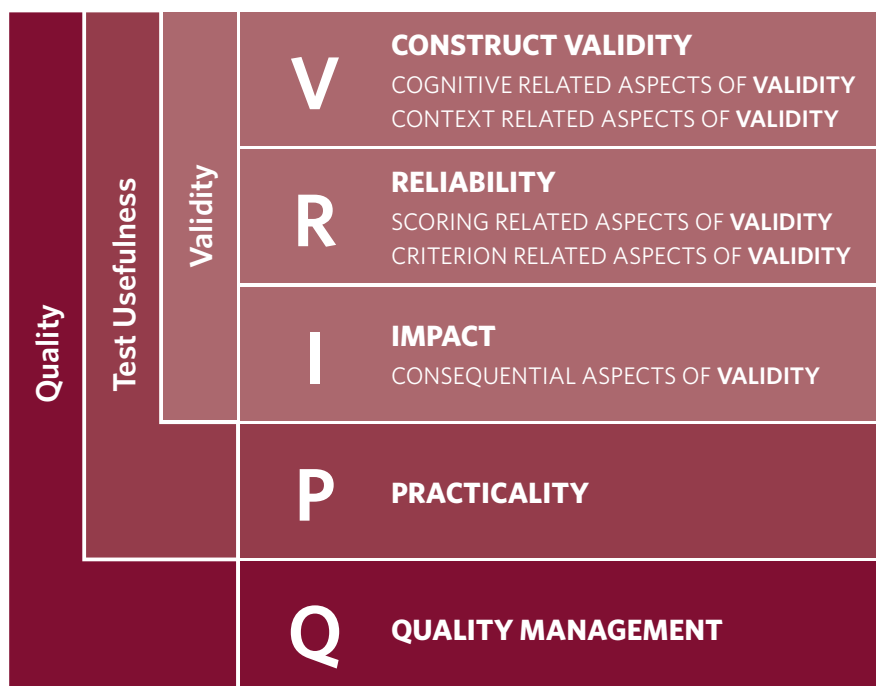 Quality
Test Usefulness
Validity
V
CONSTRUCT VALIDITY
COGNITIVE RELATED ASPECTS OF VALIDITY
CONTEXT RELATED ASPECTS OF VALIDITY
R
RELIABILITY
SCORING RELATED ASPECTS OF VALIDITY
CRITERION RELATED ASPECTS OF VALIDITY
I
IMPACT
CONSEQUENTIAL ASPECTS OF VALIDITY
P
PRACTICALITY
Q
QUALITY MANAGEMENT